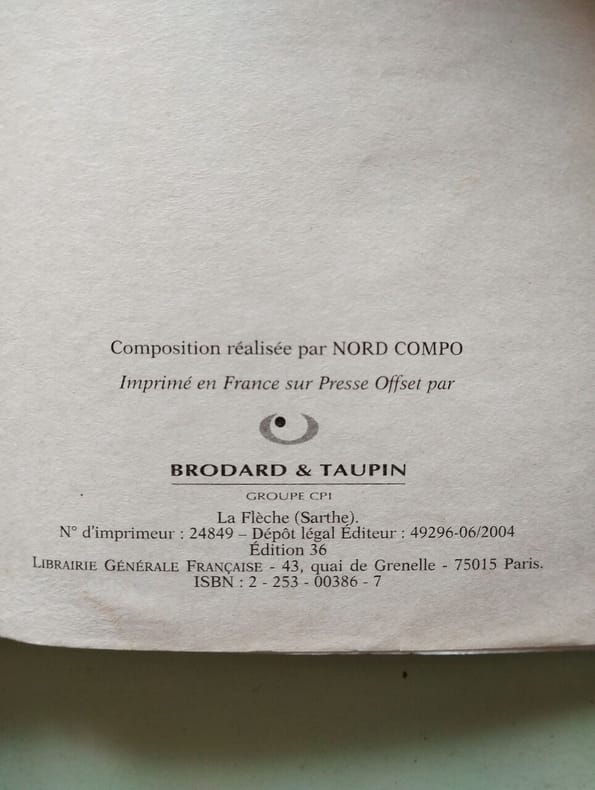 Composition réalisée par NORD COMPO
Imprimé en France sur Presse Offset par
BRODARD & TAUPIN
GROUPE CPI
La Flèche (Sarthe).
N° d'imprimeur : 24849 – Dépôt légal Éditeur : 49296-06/2004
Édition 36
LIBRAIRIE GÉNÉRALE FRANÇAISE - 43, quai de Grenelle - 75015 Paris.
ISBN : 2 - 253 - 00386 - 7